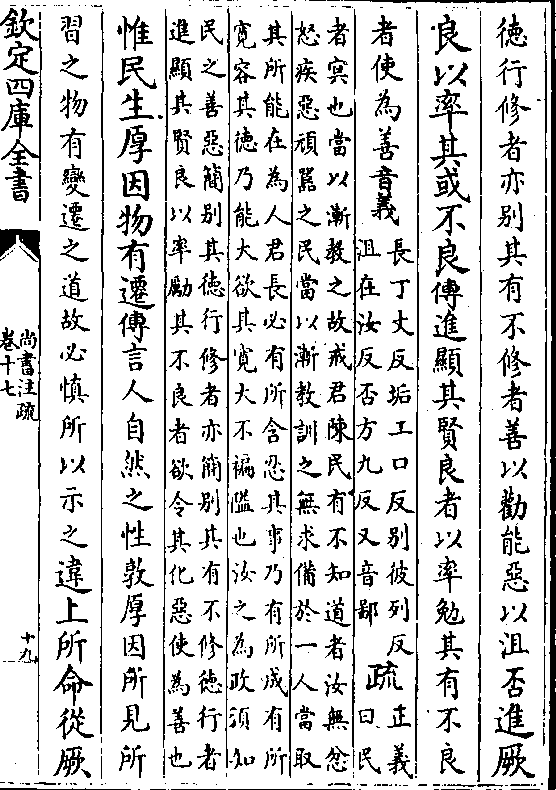 德行修者亦别其有不修者善以勸能惡以沮否進厥
良以率其或不良傳進顯其賢良者以率勉其有不良
者使為善音義長丁丈反垢工口反别彼列反
沮在汝反否方九反又音鄙疏正義
曰民
者冥也當以漸教之故戒君陳民有不知道者汝無忿
怒疾惡頑嚚之民當以漸教訓之無求備於一人當取
其所能在為人君長必有所含忍其事乃有所成有所
寛容其德乃能大欲其寛大不褊隘也汝之為政須知
民之善惡簡别其德行修者亦簡别其有不修德行者
進顯其賢良以率勵其不良者欲令其化惡使為善也
惟民生厚因物有遷傳言人自然之性敦厚因所見所
習之物有變遷之道故必慎所以示之違上所命從厥
欽定四庫全書
尚書注疏
卷十七
十九